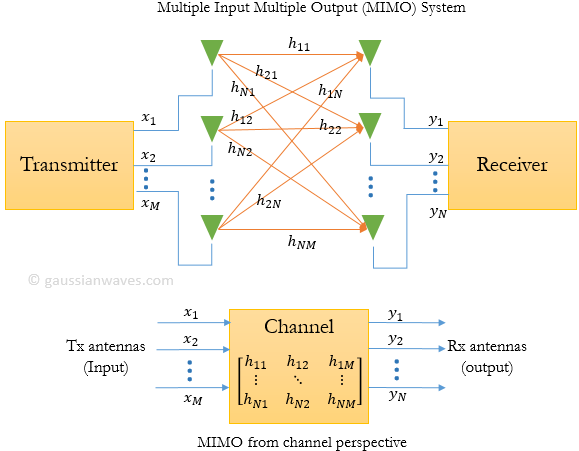 Multiple Input Multiple Output (MIMO) System
h11
h21
hN1
h1N
x1
h12
h22
y1
Transmitter
x2
hN2
y2
Receiver
xM
h2N
yN
hNM
© gaussianwaves.com
x1
Channel
y1
Tx antennas
(Input)
x2
h11 h12 h1M
⋮ ⋱ ⋮
hN1 hN2 hNM
y2
Rx antennas
(output)
xM
yN
MIMO from channel perspective